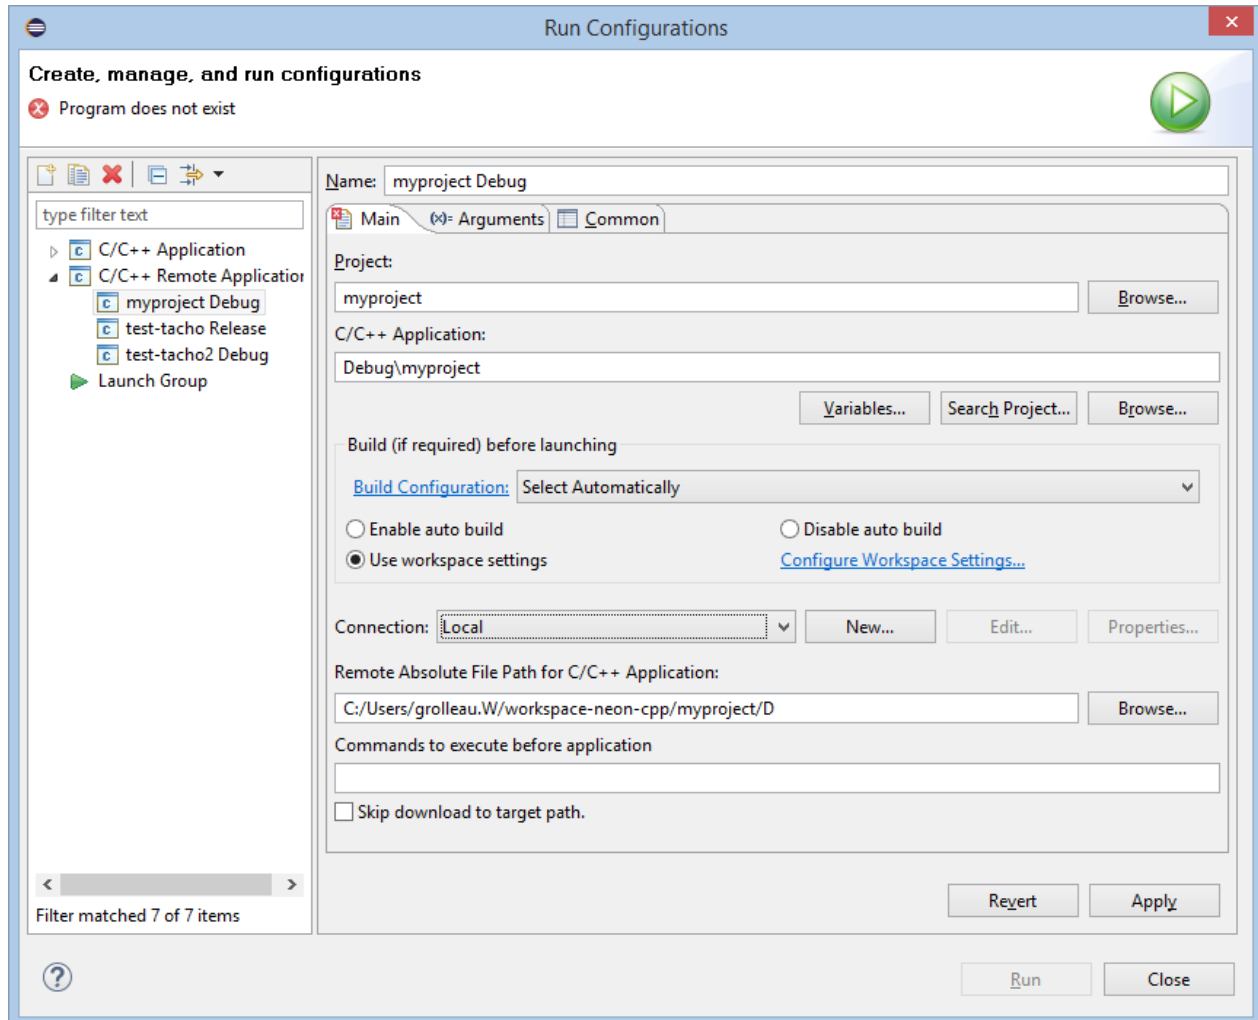 Run Configurations
Create, manage, and run configurations
Program does not exist
type filter text
C/C++ Application
C/C++ Remote Application
myproject Debug
test-tacho Release
test-tacho2 Debug
Launch Group
Filter matched 7 of 7 items
Name: myproject Debug
Main (x)= Arguments Common
Project:
myproject Browse...
C/C++ Application:
Debug\myproject
Variables... Search Project... Browse...
Build (if required) before launching
Build Configuration: Select Automatically
Enable auto build Disable auto build
Use workspace settings Configure Workspace Settings...
Connection: Local New... Edit... Properties...
Remote Absolute File Path for C/C++ Application:
C:/Users/grolleau.W/workspace-neon-cpp/myproject/D Browse...
Commands to execute before application
Skip download to target path.
Revert Apply
Run Close